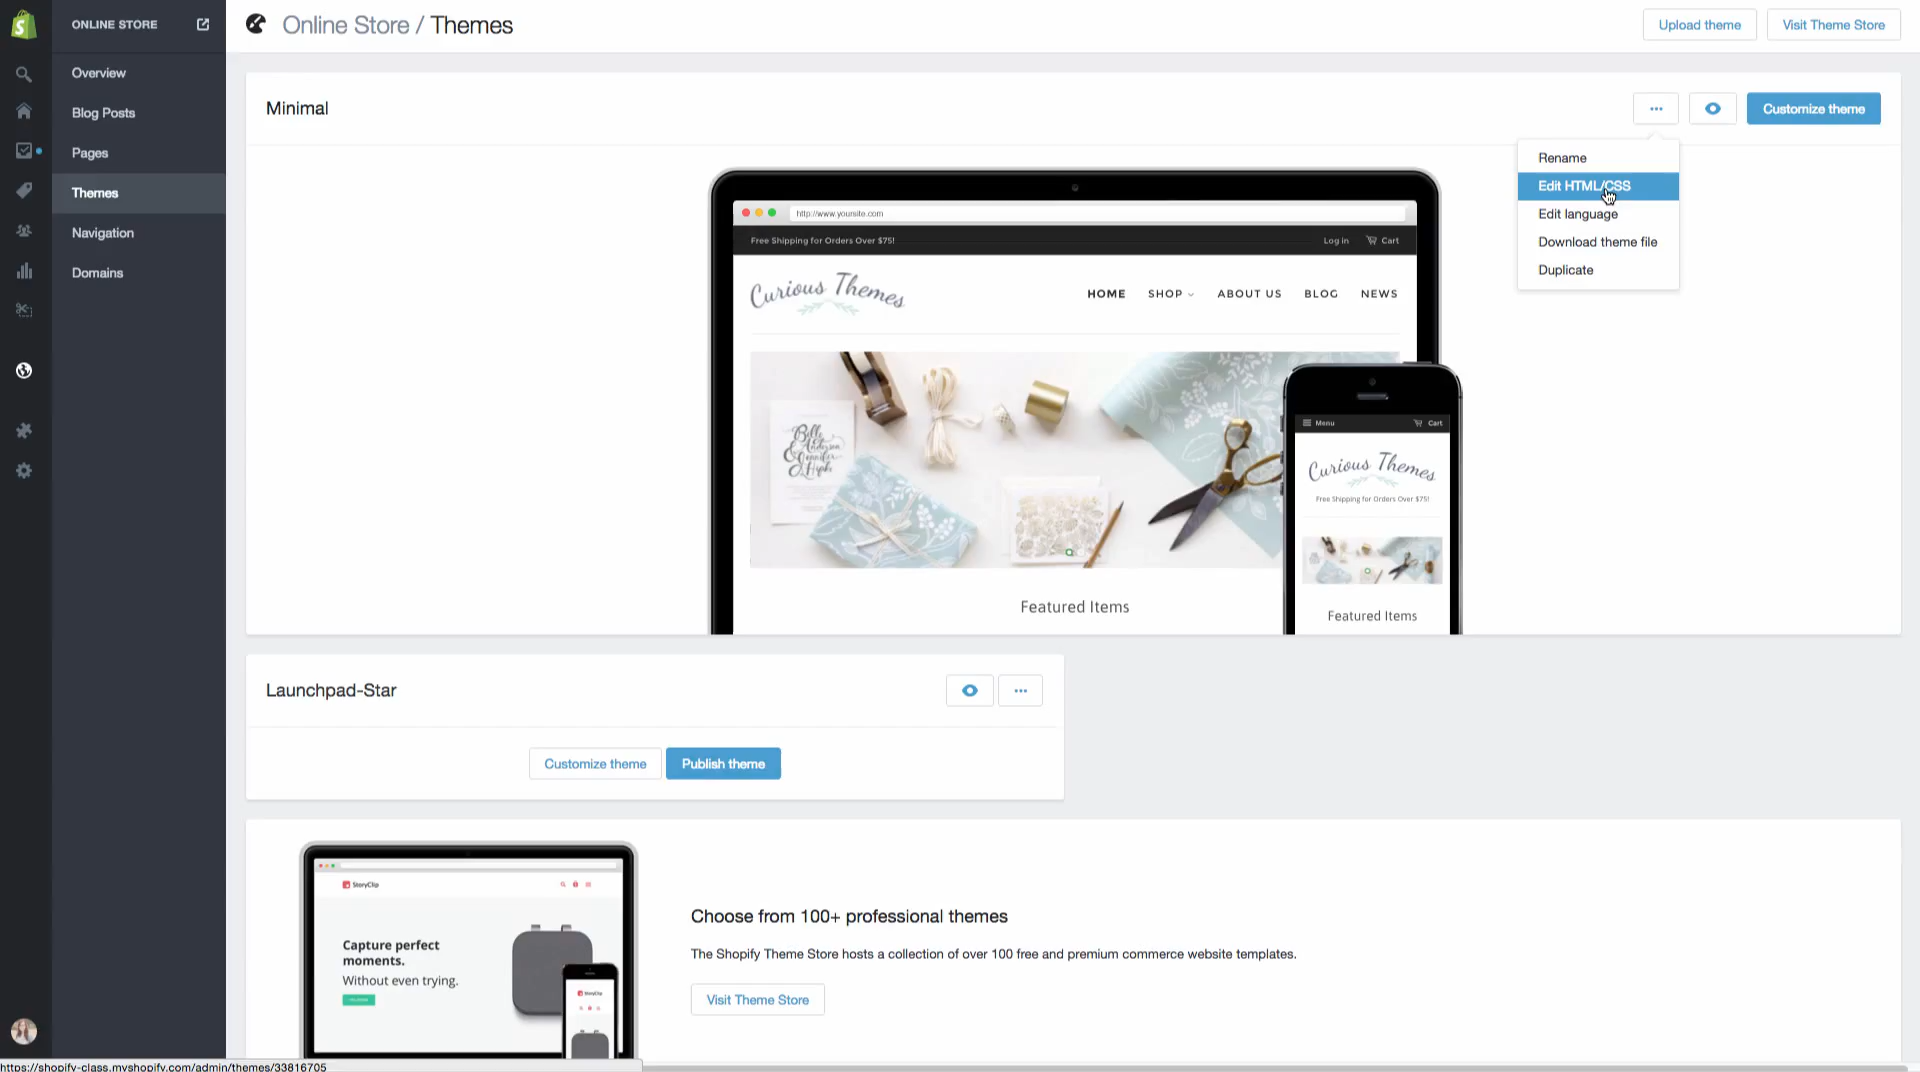 ONLINE STORE
Online Store / Themes
Upload theme
Visit Theme Store
Overview
Blog Posts
Pages
Themes
Navigation
Domains
Minimal
Customize theme
Rename
Edit HTML/CSS
Edit language
Download theme file
Duplicate
http://www.yoursite.com
Free Shipping for Orders Over $75!
Log in
Cart
Curious Themes
HOME
SHOP
ABOUT US
BLOG
NEWS
Featured Items
Menu
Cart
Curious Themes
Free Shipping for Orders Over $75!
Featured Items
Launchpad-Star
Customize theme
Publish theme
StoryClip
Capture perfect
moments.
Without even trying.
StoryClip
Choose from 100+ professional themes
The Shopify Theme Store hosts a collection of over 100 free and premium commerce website templates.
Visit Theme Store
https://shopify-class.myshopify.com/admin/themes/33816705